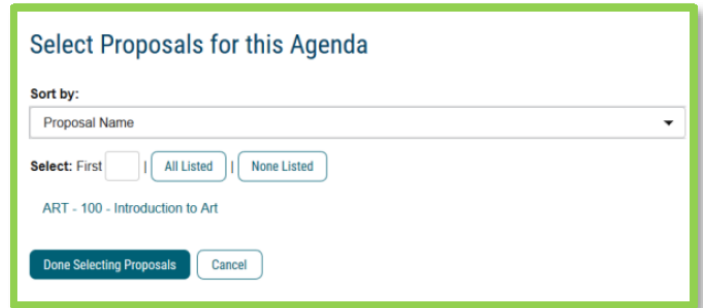 Select Proposals for this Agenda
Sort by:
Proposal Name
Select: First | All Listed | None Listed
ART - 100 - Introduction to Art
Done Selecting Proposals Cancel